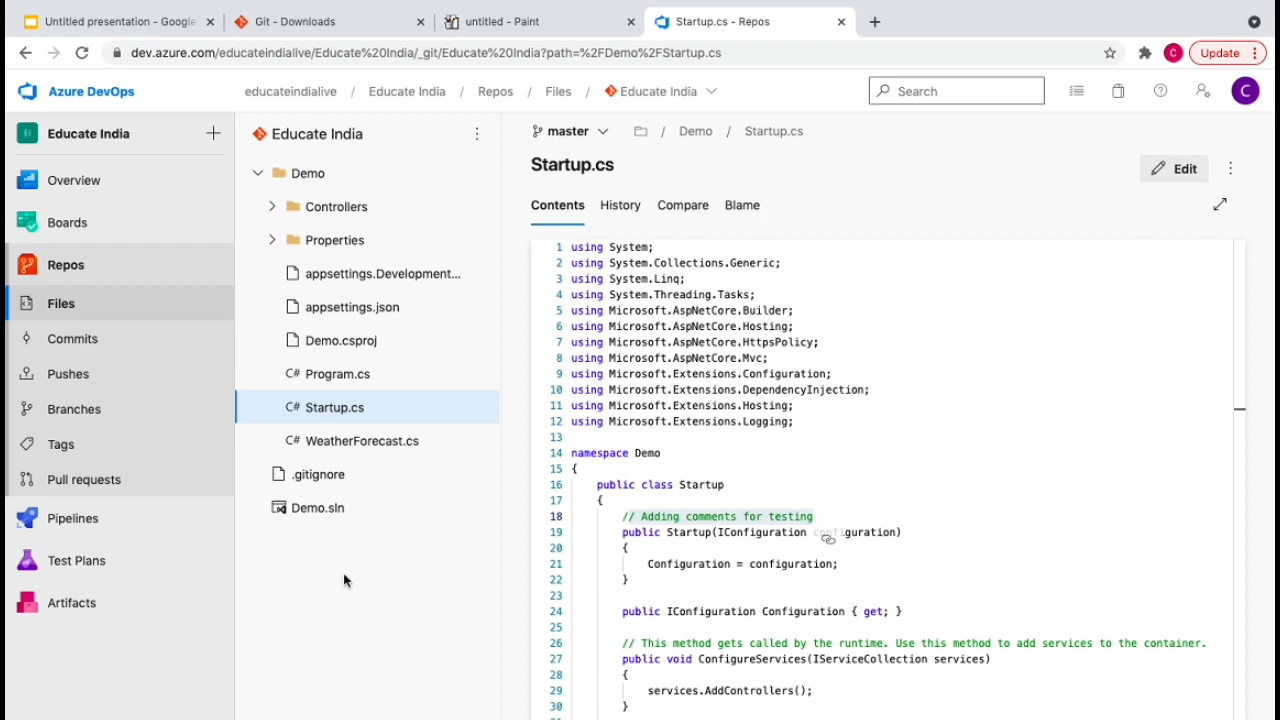 Untitled presentation - Google
Git - Downloads
untitled - Paint
Startup.cs - Repos
dev.azure.com/educateindialive/Educate%20India/_git/Educate%20India?path=%2FDemo%2FStartup.cs
C
Update
Azure DevOps
educateindialive / Educate India / Repos / Files / Educate India
Search
C
EI Educate India
Overview
Boards
Repos
Files
Commits
Pushes
Branches
Tags
Pull requests
Pipelines
Test Plans
Artifacts
Educate India
Demo
Controllers
Properties
appsettings.Development...
appsettings.json
Demo.csproj
C# Program.cs
C# Startup.cs
C# WeatherForecast.cs
.gitignore
Demo.sln
master / Demo / Startup.cs
Startup.cs
Edit
Contents History Compare Blame
1 using System;
2 using System.Collections.Generic;
3 using System.Linq;
4 using System.Threading.Tasks;
5 using Microsoft.AspNetCore.Builder;
6 using Microsoft.AspNetCore.Hosting;
7 using Microsoft.AspNetCore.HttpsPolicy;
8 using Microsoft.AspNetCore.Mvc;
9 using Microsoft.Extensions.Configuration;
10 using Microsoft.Extensions.DependencyInjection;
11 using Microsoft.Extensions.Hosting;
12 using Microsoft.Extensions.Logging;
13
14 namespace Demo
15 {
16 public class Startup
17 {
18 // Adding comments for testing
19 public Startup(IConfiguration configuration)
20 {
21 Configuration = configuration;
22 }
23
24 public IConfiguration Configuration { get; }
25
26 // This method gets called by the runtime. Use this method to add services to the container.
27 public void ConfigureServices(IServiceCollection services)
28 {
29 services.AddControllers();
30 }